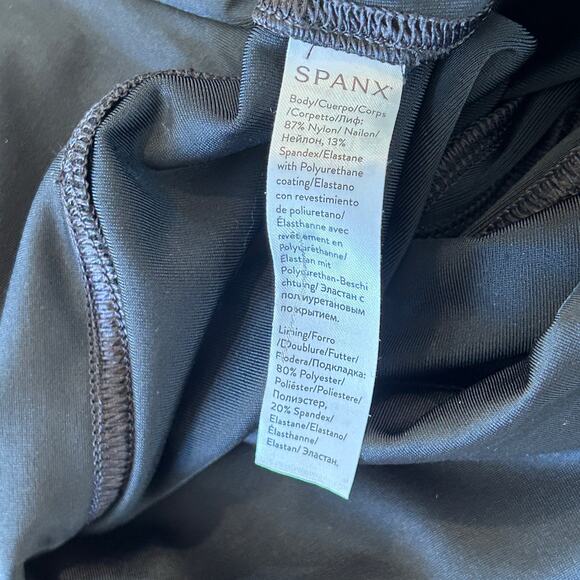 SPANX
Body/Cuerpo/Corps
/Corpetto/Лиф:
87% Nylon/ Nailon/
Нейлон, 13%
Spandex/Elastane
with Polyurethane
coating/Elastano
con revestimiento
de poliuretano/
Élasthanne avec
revêtement en
Polyuréthanne/
Elastan mit
Polyurethan-Beschi
chtung/ Эластан с
полиуретановым
покрытием.
Lining/Forro
/Doublure/Futter/
Fodera/Подкладка:
80% Polyester/
Poliéster/Poliestere/
Полиэстер,
20% Spandex/
Elastane/Elastano/
Élasthanne/
Elastan/ Эластан.